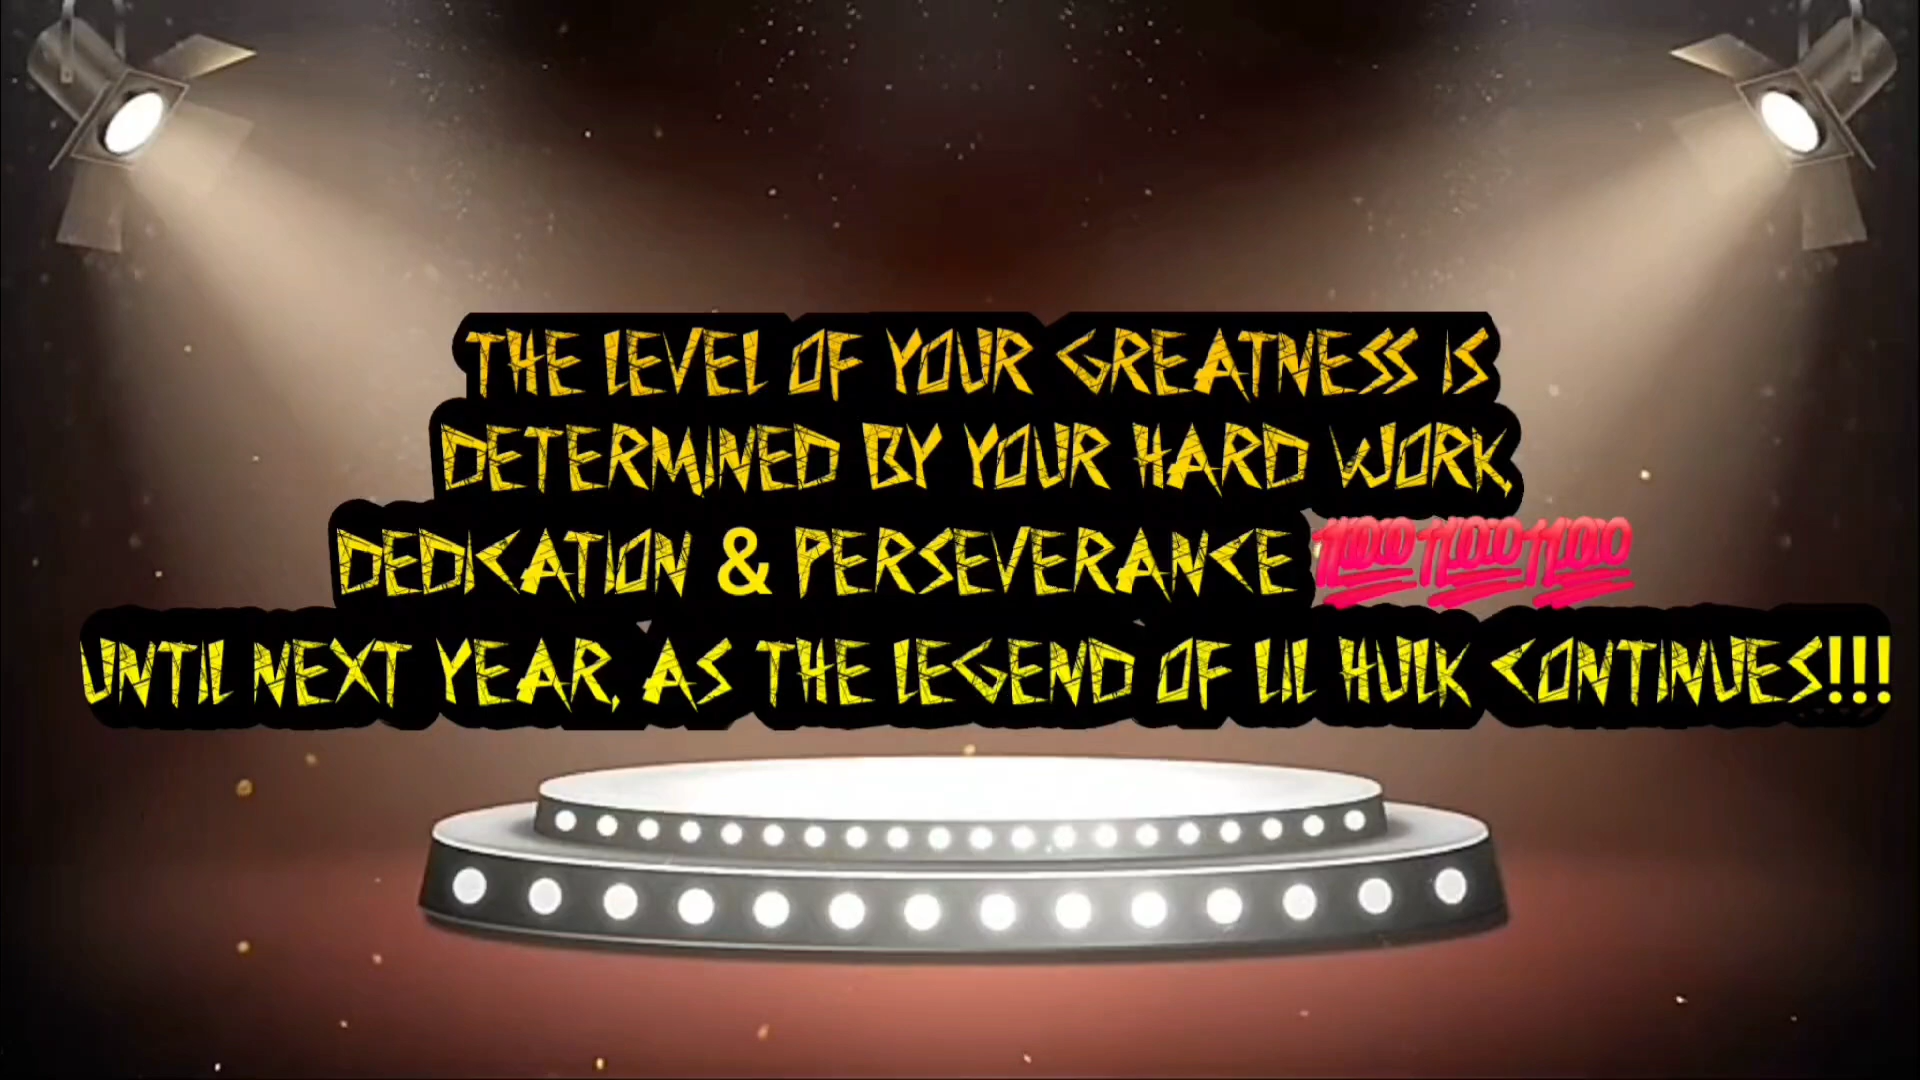 THE LEVEL OF YOUR GREATNESS IS
DETERMINED BY YOUR HARD WORK,
DEDICATION & PERSEVERANCE 💯💯💯
UNTIL NEXT YEAR, AS THE LEGEND OF LIL HULK CONTINUES!!!